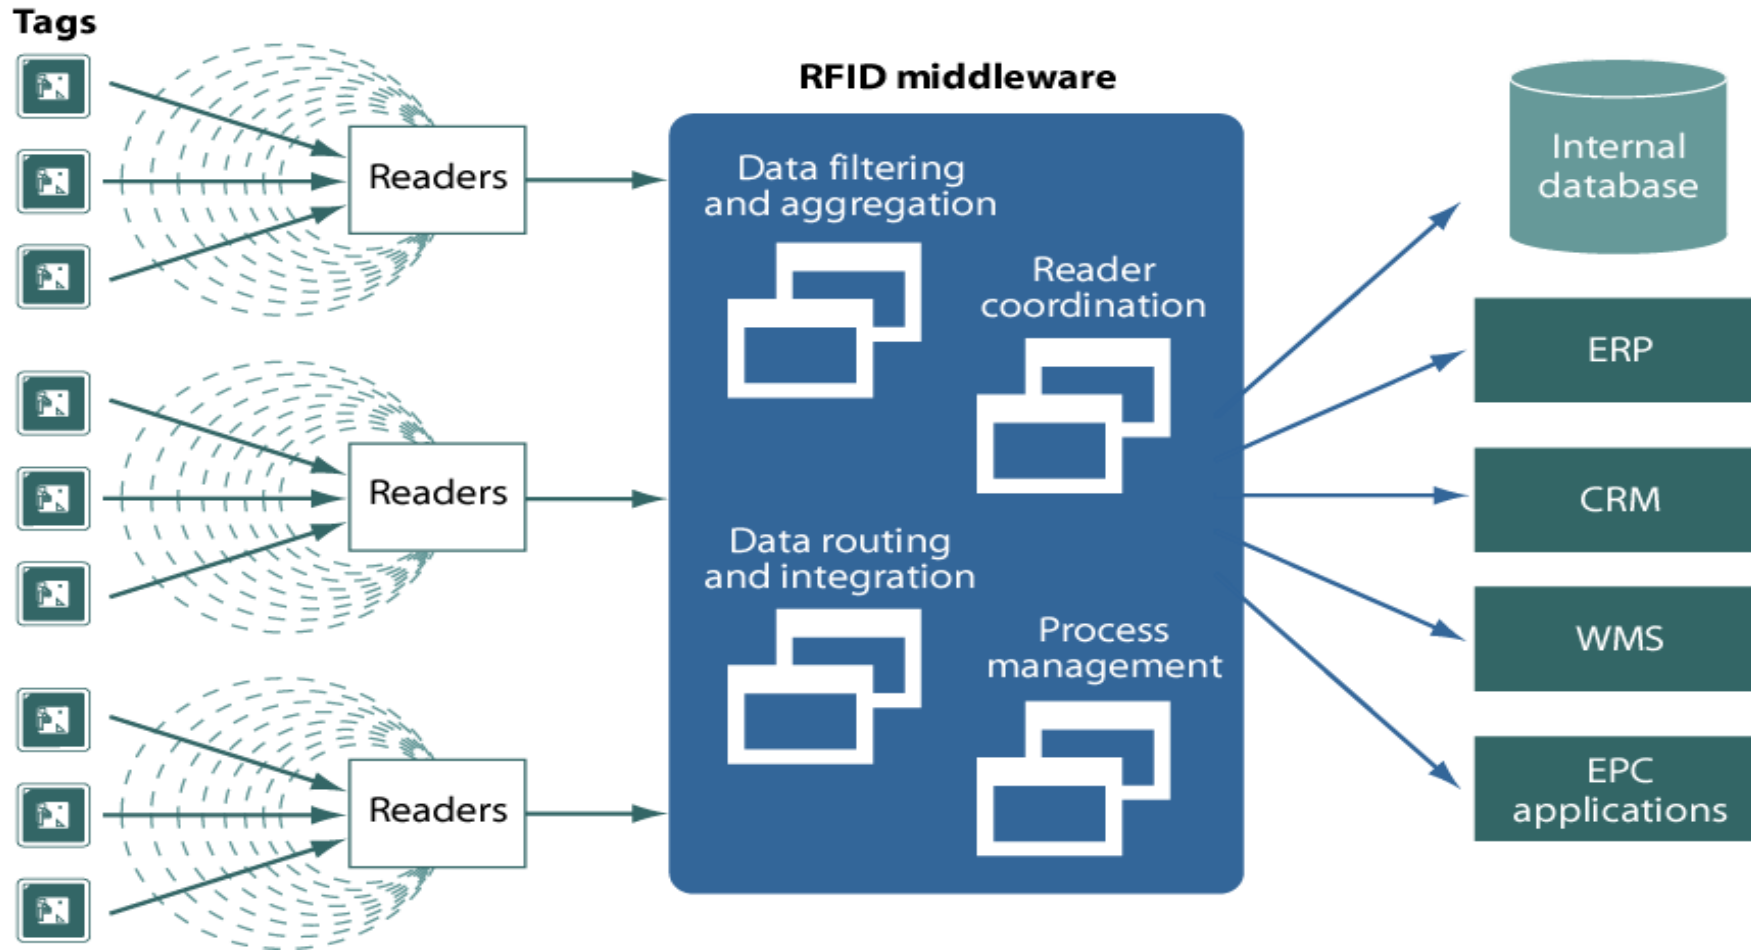 Tags
Readers
Readers
Readers
RFID middleware
Data filtering
and aggregation
Reader
coordination
Data routing
and integration
Process
management
Internal
database
ERP
CRM
WMS
EPC
applications